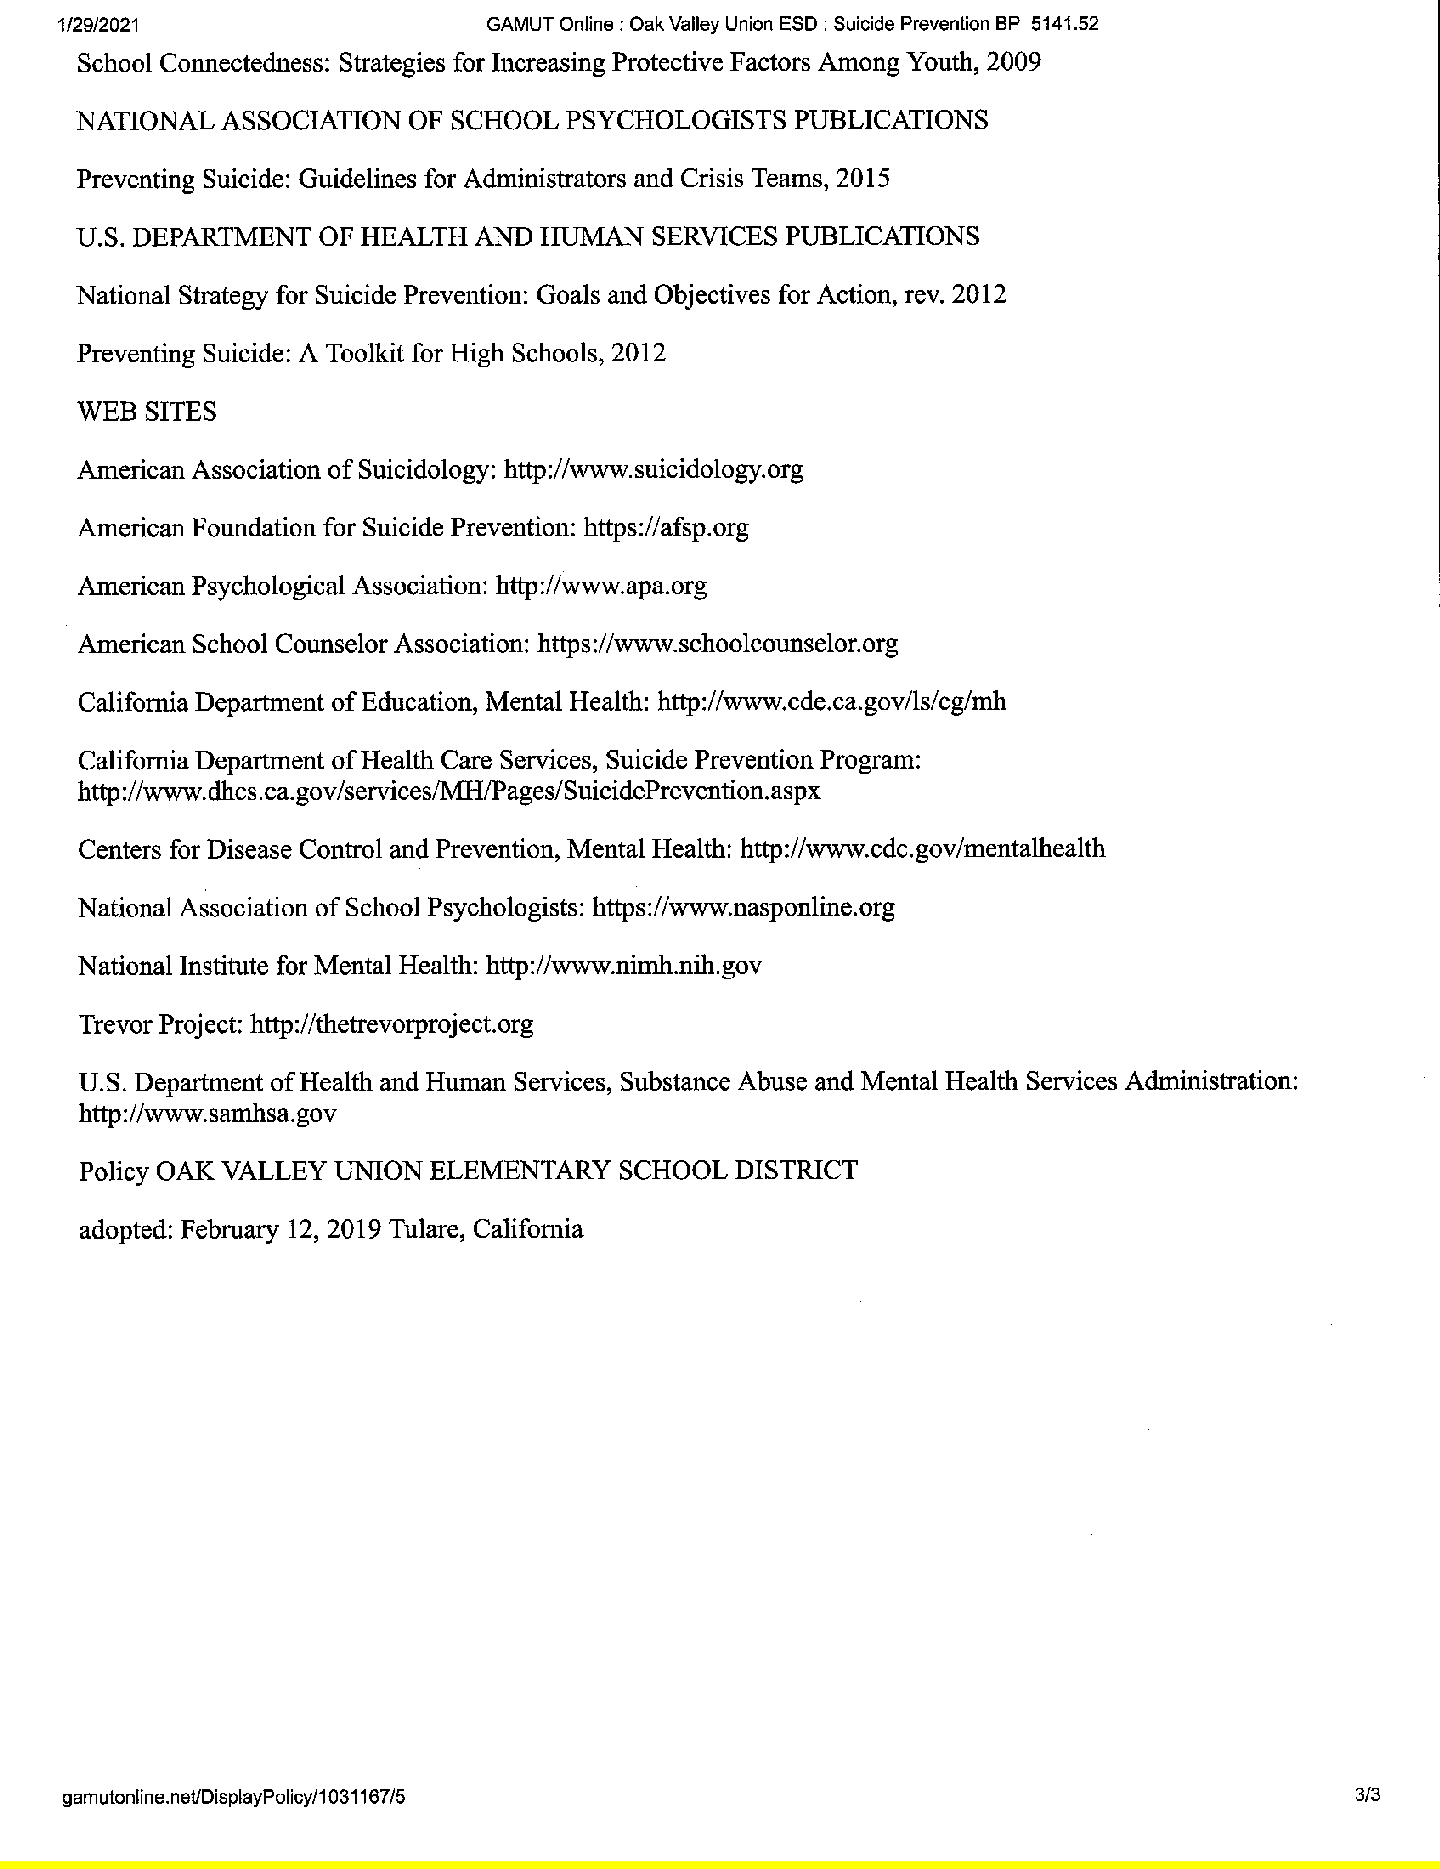 1/29/2021 GAMUT Online : Oak Valley Union ESD : Suicide Prevention BP 5141.52
School Connectedness: Strategies for Increasing Protective Factors Among Youth, 2009
NATIONAL ASSOCIATION OF SCHOOL PSYCHOLOGISTS PUBLICATIONS
Preventing Suicide: Guidelines for Administrators and Crisis Teams, 2015
U.S. DEPARTMENT OF HEALTH AND HUMAN SERVICES PUBLICATIONS
National Strategy for Suicide Prevention: Goals and Objectives for Action, rev. 2012
Preventing Suicide: A Toolkit for High Schools, 2012
WEB SITES
American Association of Suicidology: http://www.suicidology.org
American Foundation for Suicide Prevention: https://afsp.org
American Psychological Association: http://www.apa.org
American School Counselor Association: https://www.schoolcounselor.org
California Department of Education, Mental Health: http://www.cde.ca.gov/ls/cg/mh
California Department of Health Care Services, Suicide Prevention Program:
http://www.dhcs.ca.gov/services/MH/Pages/SuicidePrevention.aspx
Centers for Disease Control and Prevention, Mental Health: http://www.cdc.gov/mentalhealth
National Association of School Psychologists: https://www.nasponline.org
National Institute for Mental Health: http://www.nimh.nih.gov
Trevor Project: http://thetrevorproject.org
U.S. Department of Health and Human Services, Substance Abuse and Mental Health Services Administration:
http://www.samhsa.gov
Policy OAK VALLEY UNION ELEMENTARY SCHOOL DISTRICT
adopted: February 12, 2019 Tulare, California
gamutonline.net/DisplayPolicy/1031167/5 3/3